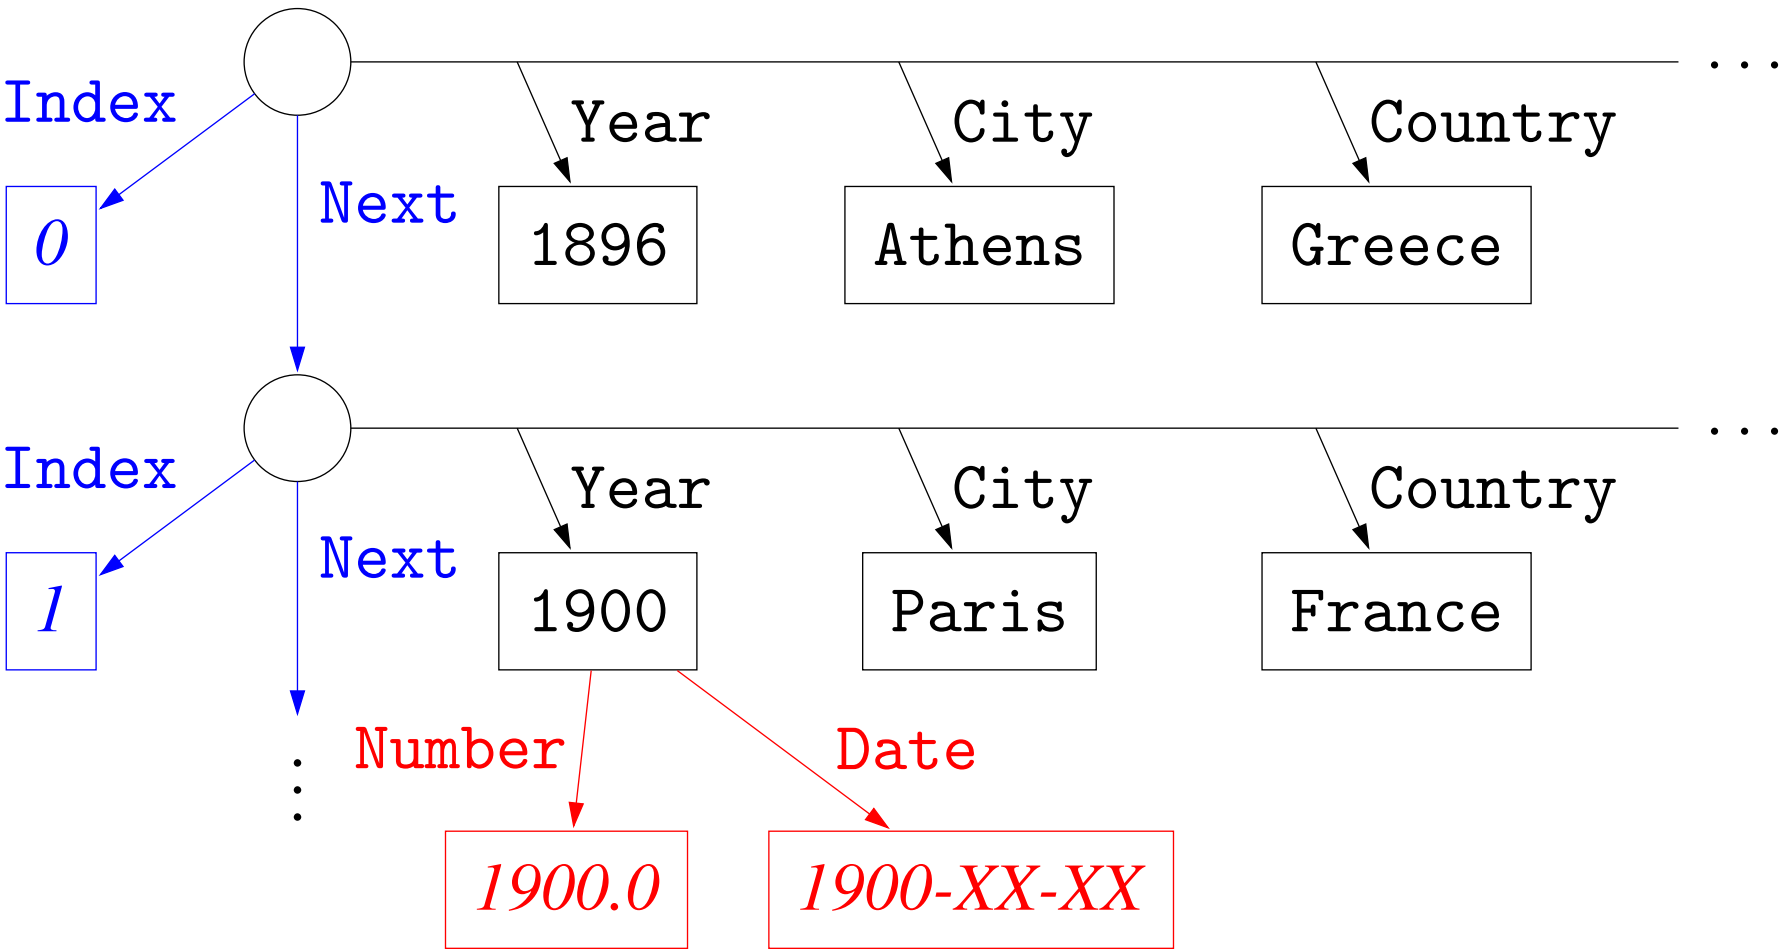 ...
Index
Year City Country
Next
0 1896 Athens Greece
...
Index
Year City Country
Next
1 1900 Paris France
Number Date
⋮
1900.0 1900-XX-XX